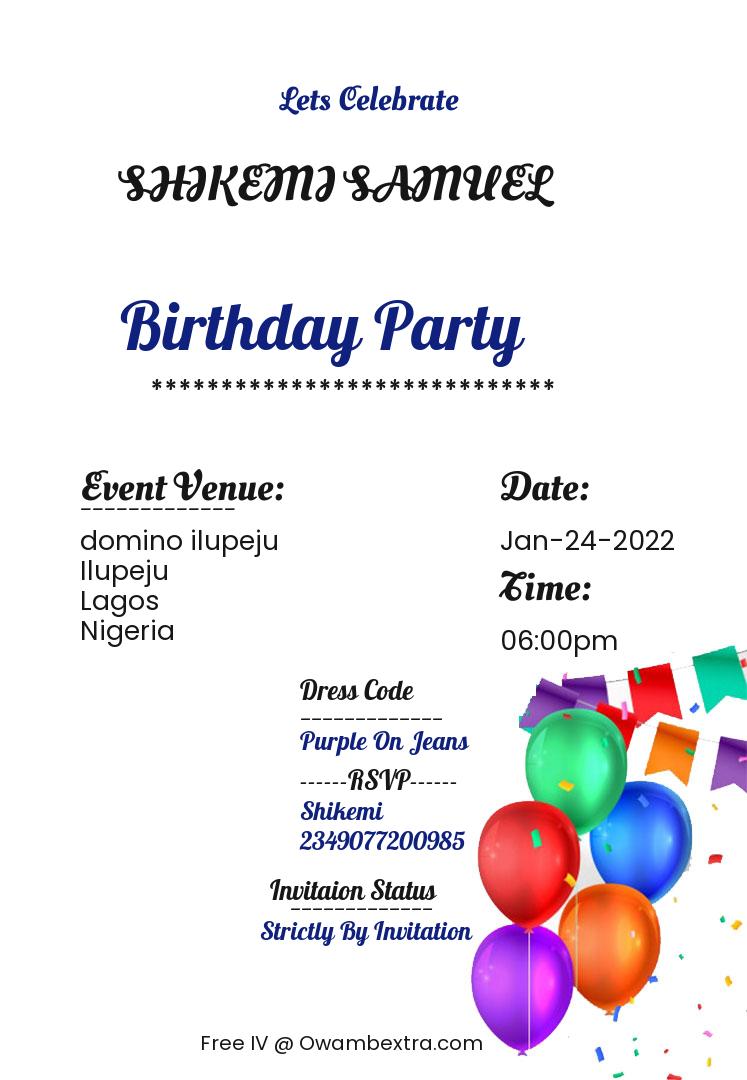 Lets Celebrate
SHIKEMI SAMUEL
Birthday Party
******************************
Event Venue:
-------------
domino ilupeju
Ilupeju
Lagos
Nigeria
Date:
Jan-24-2022
Time:
06:00pm
Dress Code
-------------
Purple On Jeans
------RSVP------
Shikemi
2349077200985
Invitaion Status
-------------
Strictly By Invitation
Free IV @ Owambextra.com